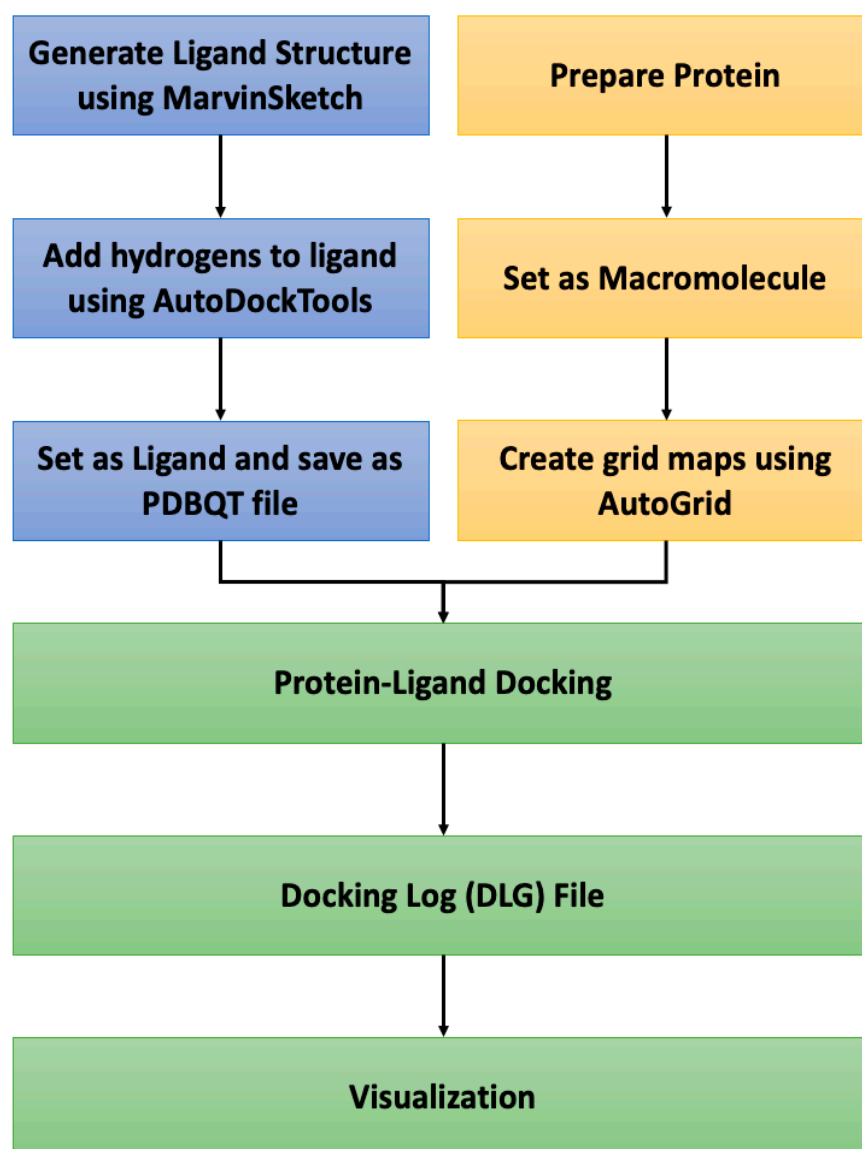 Generate Ligand Structure
using MarvinSketch
Prepare Protein
Add hydrogens to ligand
using AutoDockTools
Set as Macromolecule
Set as Ligand and save as
PDBQT file
Create grid maps using
AutoGrid
Protein-Ligand Docking
Docking Log (DLG) File
Visualization